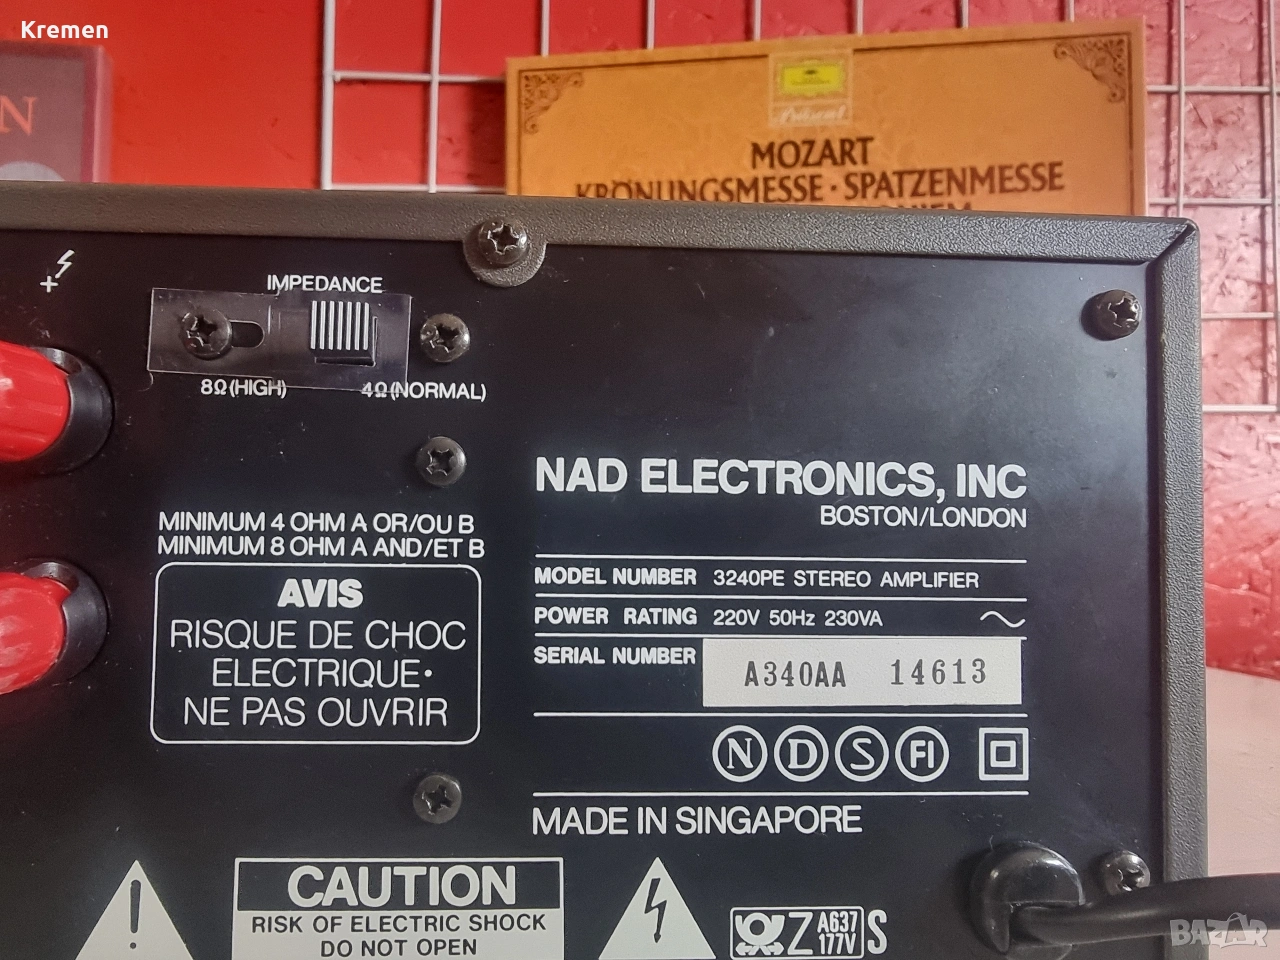 Kremen
N
MOZART
KRÖNUNGSMESSE · SPATZENMESSE
IMPEDANCE
8Ω(HIGH) 4Ω(NORMAL)
MINIMUM 4 OHM A OR/OU B
MINIMUM 8 OHM A AND/ET B
AVIS
RISQUE DE CHOC
ELECTRIQUE·
NE PAS OUVRIR
NAD ELECTRONICS, INC
BOSTON/LONDON
MODEL NUMBER 3240PE STEREO AMPLIFIER
POWER RATING 220V 50Hz 230VA
SERIAL NUMBER A340AA 14613
N D S FI
MADE IN SINGAPORE
CAUTION
RISK OF ELECTRIC SHOCK
DO NOT OPEN
Z A637 177V S
BAZAR